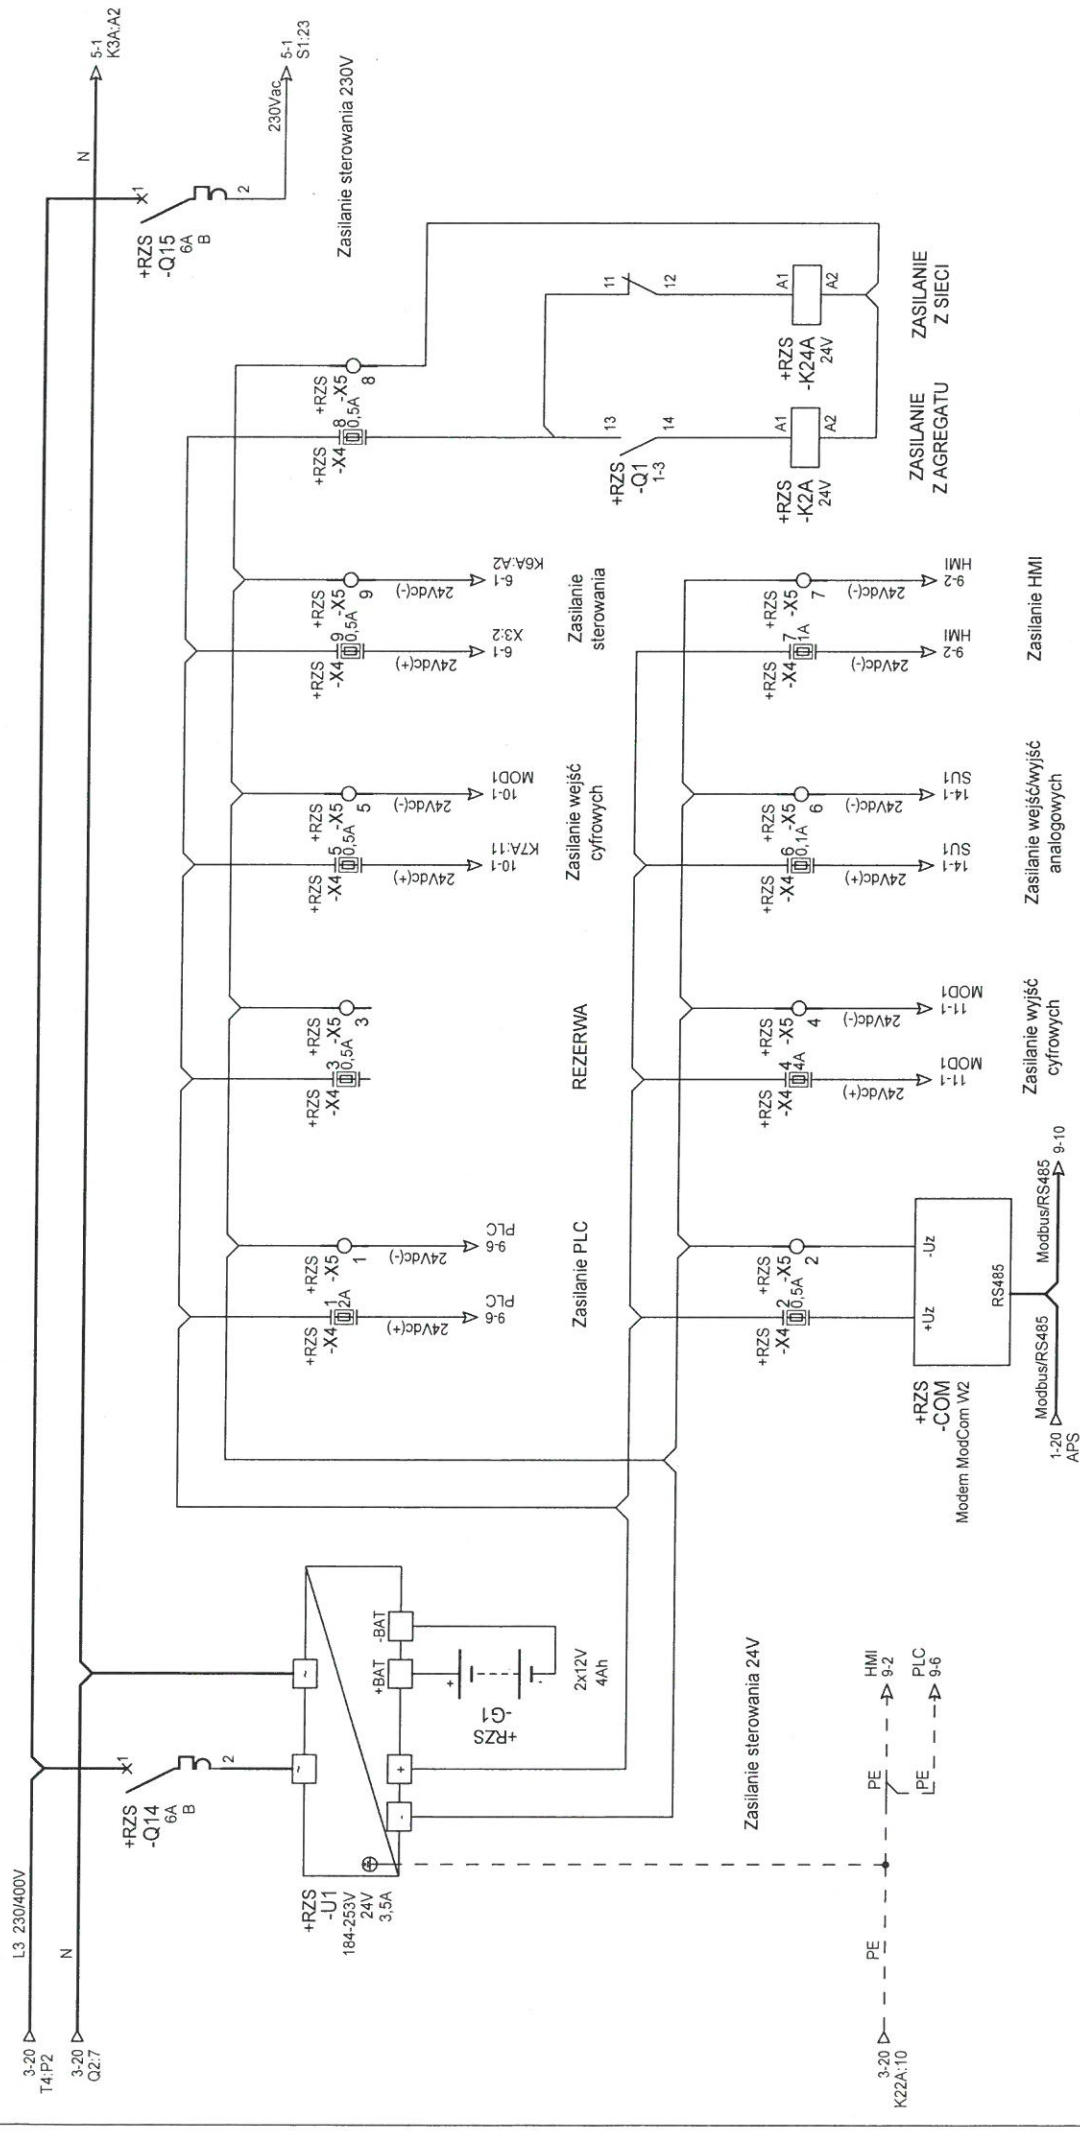 3-20
T4:P2
L3 230/400V
3-20
Q2:7
N
N
5-1
K3A:A2
+RZS
-Q14
6A
B
1
2
+RZS
-Q15
6A
B
1
2
230Vac
5-1
S1:23
Zasilanie sterowania 230V
+RZS
-U1
184-253V
24V
3,5A
~
~
-
+
+BAT
-BAT
+RZS
-G1
+
-
2x12V
4Ah
Zasilanie sterowania 24V
+RZS
-X4
1
2A
24Vdc(+)
9-6
PLC
+RZS
-X5
1
24Vdc(-)
9-6
PLC
Zasilanie PLC
+RZS
-X4
3
0,5A
+RZS
-X5
3
REZERWA
+RZS
-X4
5
0,5A
24Vdc(+)
10-1
K7A:11
+RZS
-X5
5
24Vdc(-)
10-1
MOD1
Zasilanie wejść
cyfrowych
+RZS
-X4
9
0,5A
24Vdc(+)
6-1
X3:2
+RZS
-X5
9
24Vdc(-)
6-1
K6A:A2
Zasilanie
sterowania
+RZS
-X4
8
0,5A
+RZS
-X5
8
+RZS
-Q1
1-3
13
14
11
12
+RZS
-K2A
24V
A1
A2
+RZS
-K24A
24V
A1
A2
ZASILANIE
Z AGREGATU
ZASILANIE
Z SIECI
+RZS
-X4
2
0,5A
+RZS
-X5
2
+Uz
-Uz
RS485
+RZS
-COM
Modem ModCom W2
1-20
APS
Modbus/RS485
Modbus/RS485
9-10
+RZS
-X4
4
4A
24Vdc(+)
11-1
MOD1
+RZS
-X5
4
24Vdc(-)
11-1
MOD1
Zasilanie wyjść
cyfrowych
+RZS
-X4
6
0,1A
24Vdc(+)
14-1
SU1
+RZS
-X5
6
24Vdc(-)
14-1
SU1
Zasilanie wejść/wyjść
analogowych
+RZS
-X4
7
1A
24Vdc(-)
9-2
HMI
+RZS
-X5
7
24Vdc(-)
9-2
HMI
Zasilanie HMI
3-20
K22A:10
PE
PE
HMI
9-2
PE
PLC
9-6